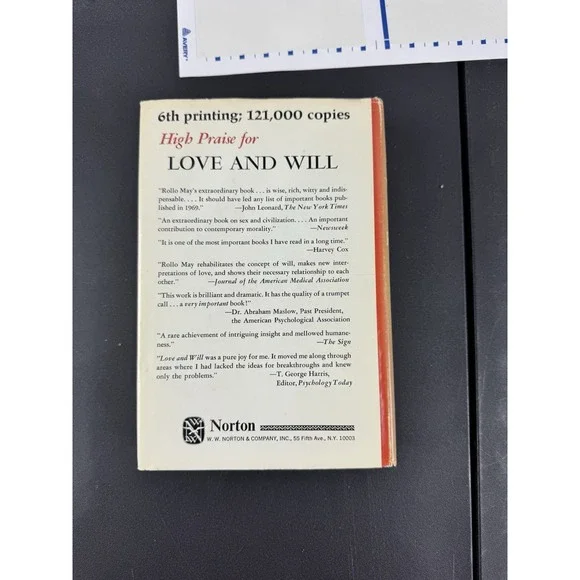 AVERY
6th printing; 121,000 copies
High Praise for
LOVE AND WILL
"Rollo May's extraordinary book . . . is wise, rich, witty and indis-
pensable. . . . It should have led any list of important books pub-
lished in 1969." —John Leonard, The New York Times
"An extraordinary book on sex and civilization. . . . An important
contribution to contemporary morality." —Newsweek
"It is one of the most important books I have read in a long time."
—Harvey Cox
"Rollo May rehabilitates the concept of will, makes new inter-
pretations of love, and shows their necessary relationship to each
other." —Journal of the American Medical Association
"This work is brilliant and dramatic. It has the quality of a trumpet
call . . . a very important book!"
—Dr. Abraham Maslow, Past President,
the American Psychological Association
"A rare achievement of intriguing insight and mellowed humane-
ness." —The Sign
"Love and Will was a pure joy for me. It moved me along through
areas where I had lacked the ideas for breakthroughs and knew
only the problems." —T. George Harris,
Editor, Psychology Today
Norton
W. W. NORTON & COMPANY, INC., 55 Fifth Ave., N.Y. 10003